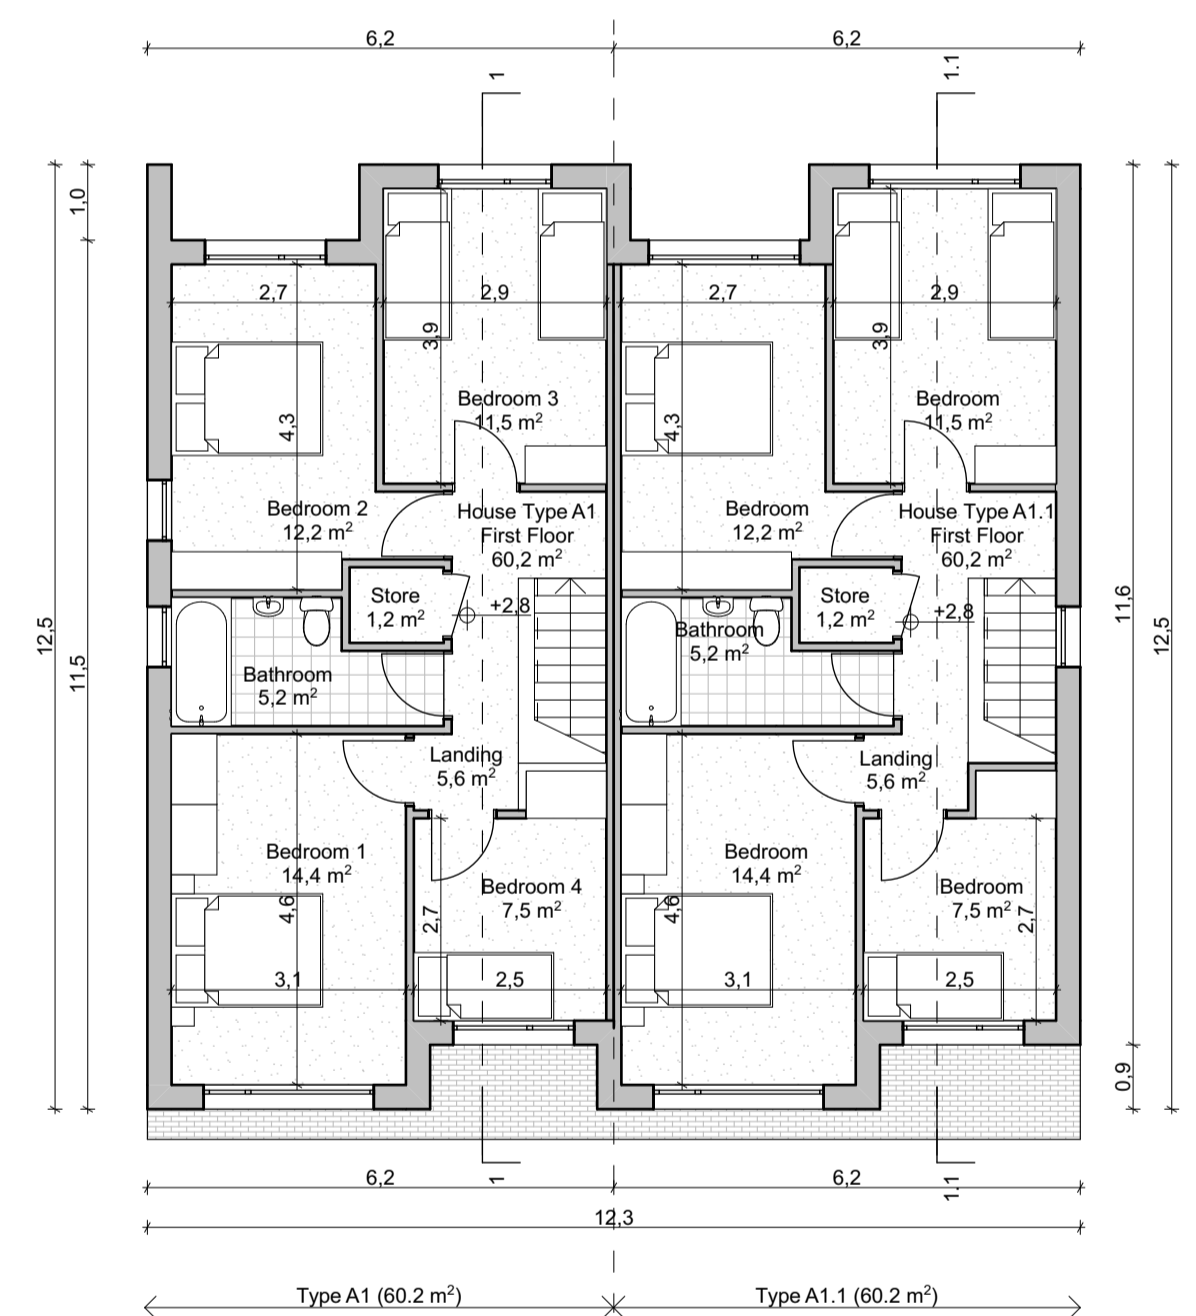 6,2
6,2
1
1.1
1,0
2,7
2,9
2,7
2,9
3,9
3,9
Bedroom 3
11,5 m²
Bedroom
11,5 m²
4,3
4,3
Bedroom 2
12,2 m²
House Type A1
First Floor
60,2 m²
Bedroom
12,2 m²
House Type A1.1
First Floor
60,2 m²
Store
1,2 m²
+2,8
Store
1,2 m²
+2,8
11,6
12,5
12,5
11,5
Bathroom
5,2 m²
Bathroom
5,2 m²
Landing
5,6 m²
Landing
5,6 m²
Bedroom 1
14,4 m²
Bedroom 4
7,5 m²
Bedroom
14,4 m²
Bedroom
7,5 m²
4,6
2,7
4,6
2,7
3,1
2,5
3,1
2,5
0,9
6,2
1
6,2
1.1
12,3
Type A1 (60.2 m²)
Type A1.1 (60.2 m²)